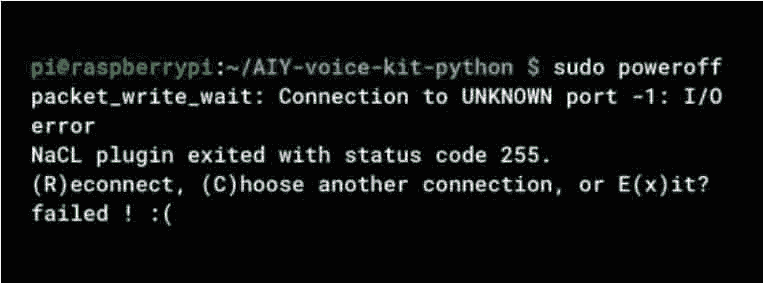 pi@raspberrypi:~/AIY-voice-kit-python $ sudo poweroff
packet_write_wait: Connection to UNKNOWN port -1: I/O
error
NaCL plugin exited with status code 255.
(R)econnect, (C)hoose another connection, or E(x)it?
failed ! :(